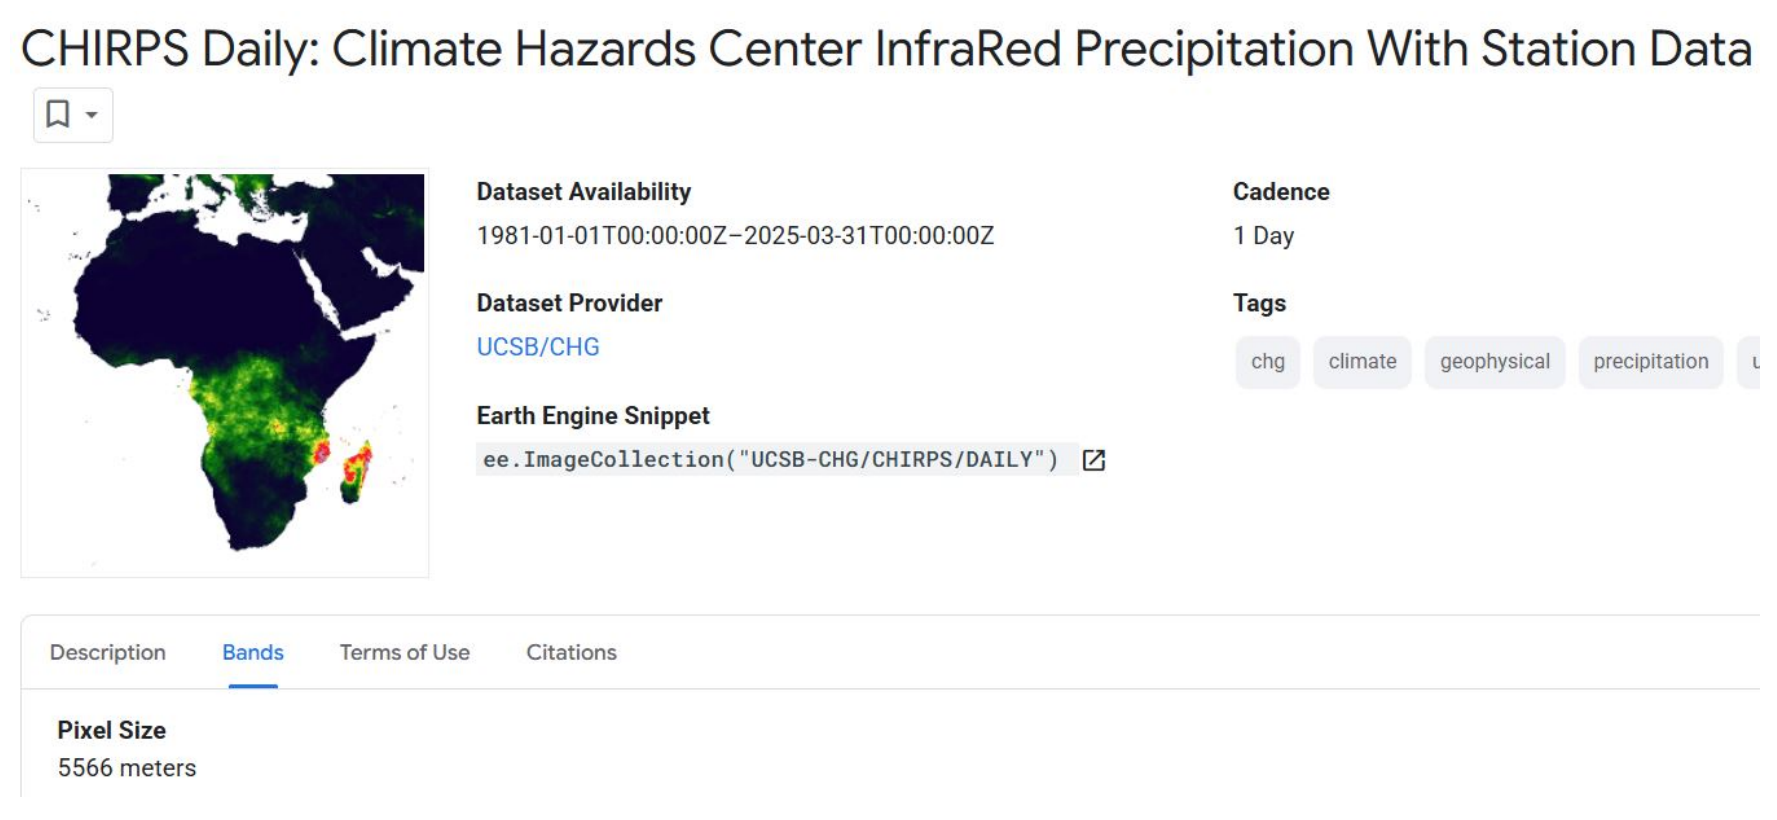 CHIRPS Daily: Climate Hazards Center InfraRed Precipitation With Station Data
Dataset Availability
1981-01-01T00:00:00Z–2025-03-31T00:00:00Z
Dataset Provider
UCSB/CHG
Earth Engine Snippet
ee.ImageCollection("UCSB-CHG/CHIRPS/DAILY")
Cadence
1 Day
Tags
chg climate geophysical precipitation
Description Bands Terms of Use Citations
Pixel Size
5566 meters